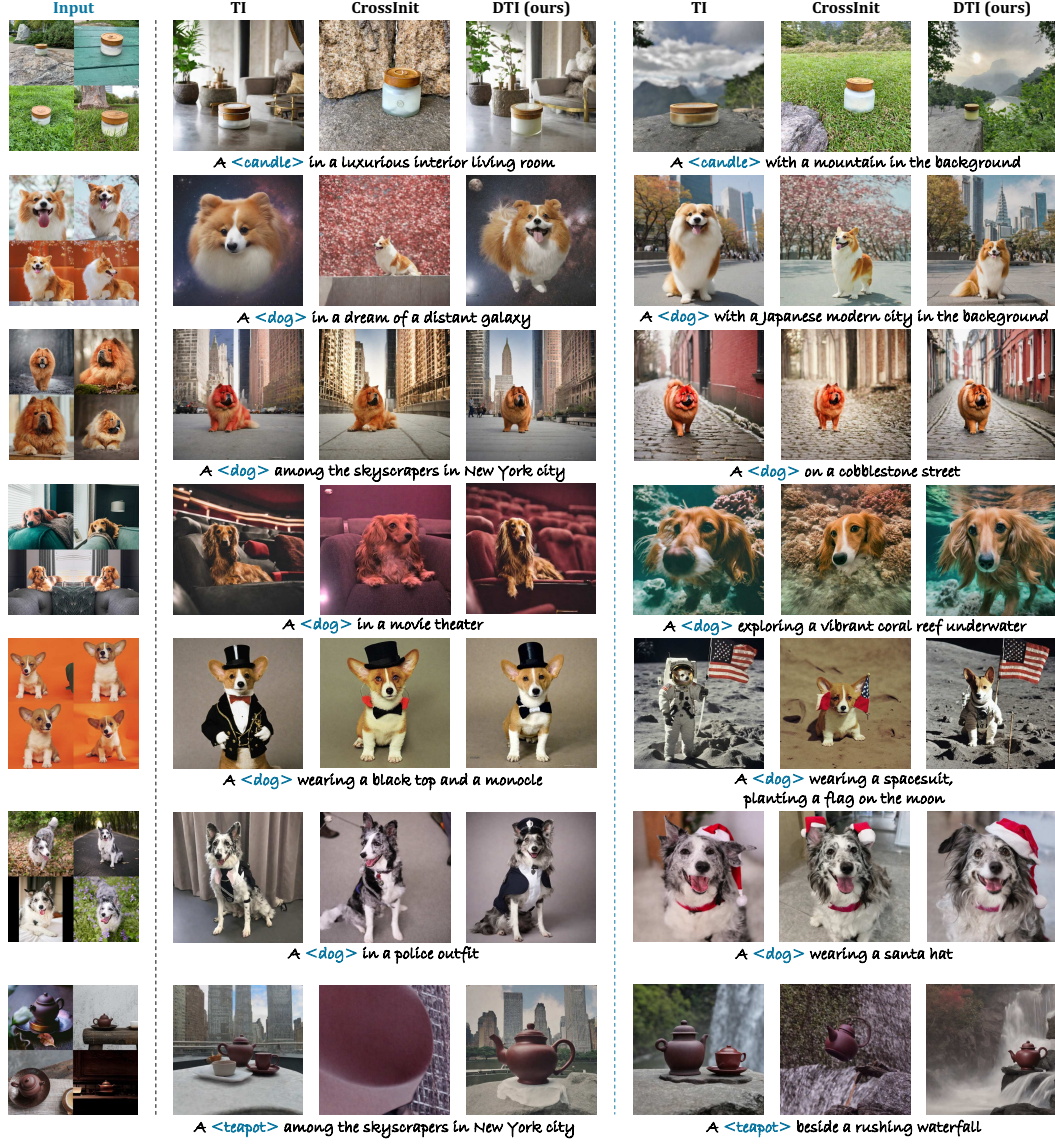 Input TI CrossInit DTI (ours) TI CrossInit DTI (ours)
A <candle> in a luxurious interior living room
A <candle> with a mountain in the background
A <dog> in a dream of a distant galaxy
A <dog> with a Japanese modern city in the background
A <dog> among the skyscrapers in New York city
A <dog> on a cobblestone street
A <dog> in a movie theater
A <dog> exploring a vibrant coral reef underwater
A <dog> wearing a black top and a monocle
A <dog> wearing a spacesuit,
planting a flag on the moon
A <dog> in a police outfit
A <dog> wearing a santa hat
A <teapot> among the skyscrapers in New York city
A <teapot> beside a rushing waterfall